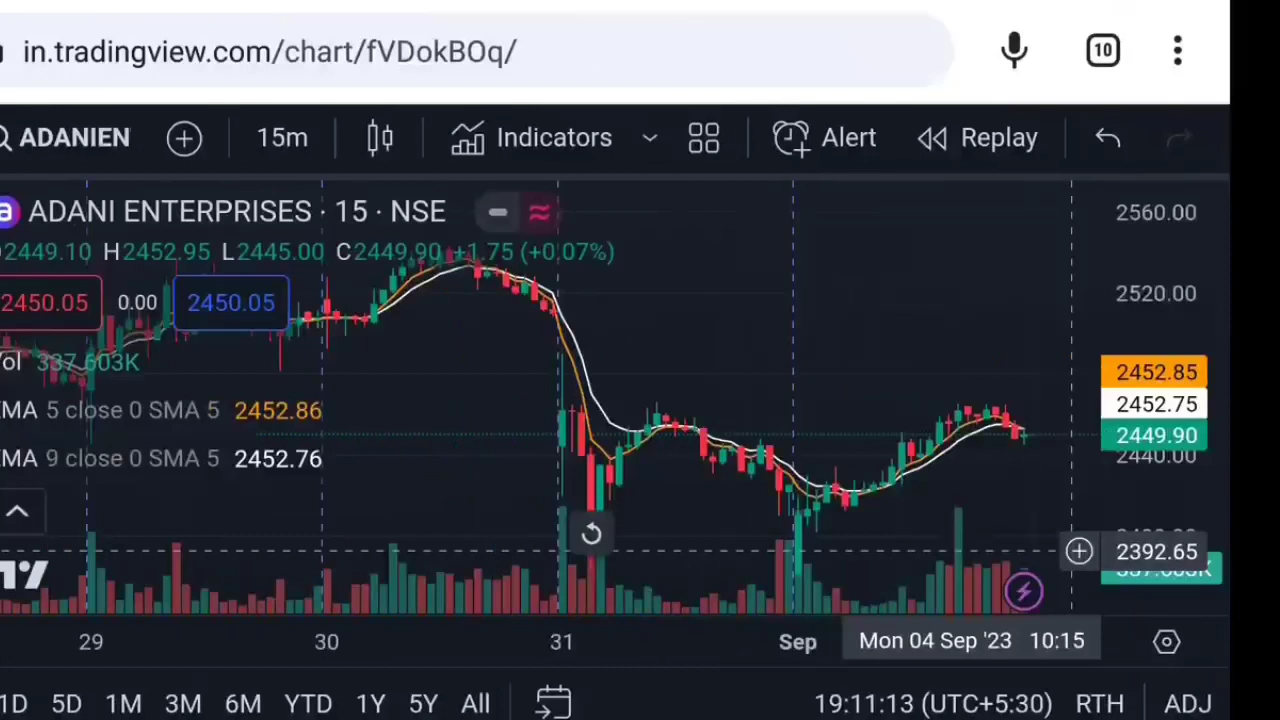 in.tradingview.com/chart/fVDokBOq/ 10
ADANIEN 15m Indicators Alert Replay
ADANI ENTERPRISES · 15 · NSE
2449.10 H2452.95 L2445.00 C2449.90 +1.75 (+0.07%)
2450.05 0.00 2450.05
ol 337.603K
MA 5 close 0 SMA 5 2452.86
MA 9 close 0 SMA 5 2452.76
2560.00
2520.00
2452.85
2452.75
2449.90
2440.00
2392.65
29 30 31 Sep Mon 04 Sep '23 10:15
1D 5D 1M 3M 6M YTD 1Y 5Y All 19:11:13 (UTC+5:30) RTH ADJ